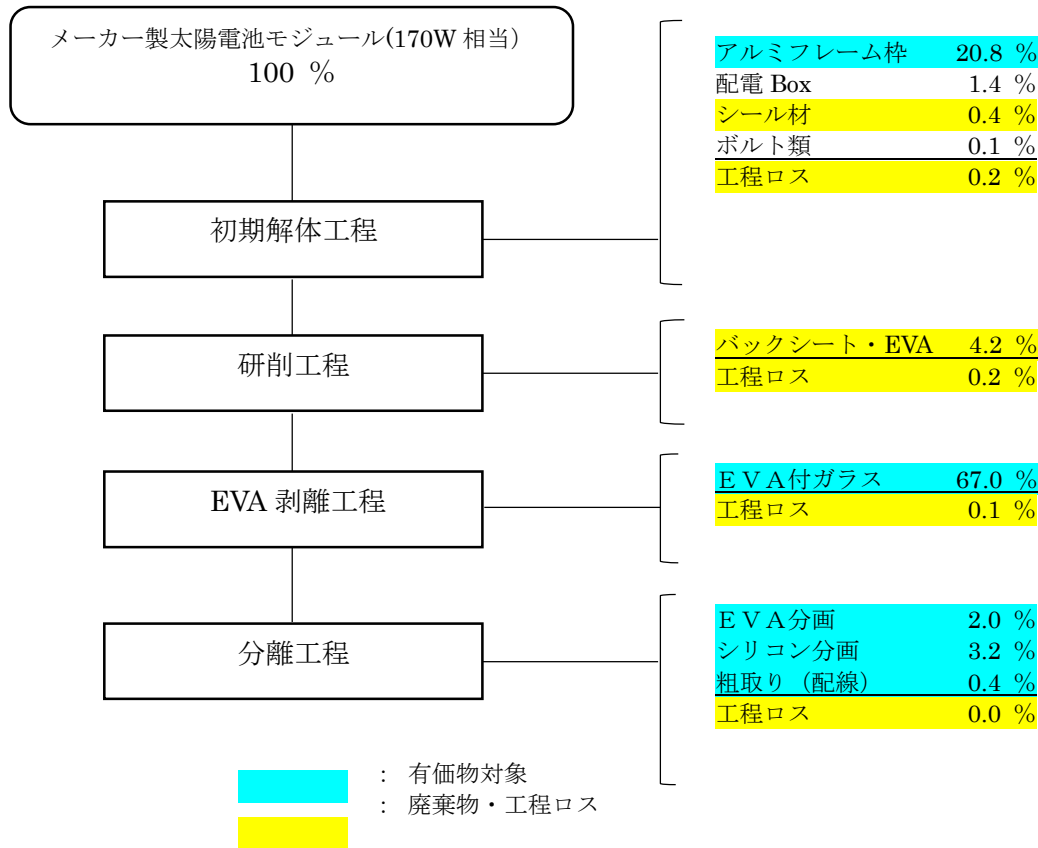 メーカー製太陽電池モジュール(170W 相当)
100 %
アルミフレーム枠 20.8 %
配電 Box 1.4 %
シール材 0.4 %
ボルト類 0.1 %
工程ロス 0.2 %
初期解体工程
研削工程
バックシート・EVA 4.2 %
工程ロス 0.2 %
EVA 剥離工程
EVA付ガラス 67.0 %
工程ロス 0.1 %
分離工程
EVA分画 2.0 %
シリコン分画 3.2 %
粗取り(配線) 0.4 %
工程ロス 0.0 %
: 有価物対象
: 廃棄物・工程ロス